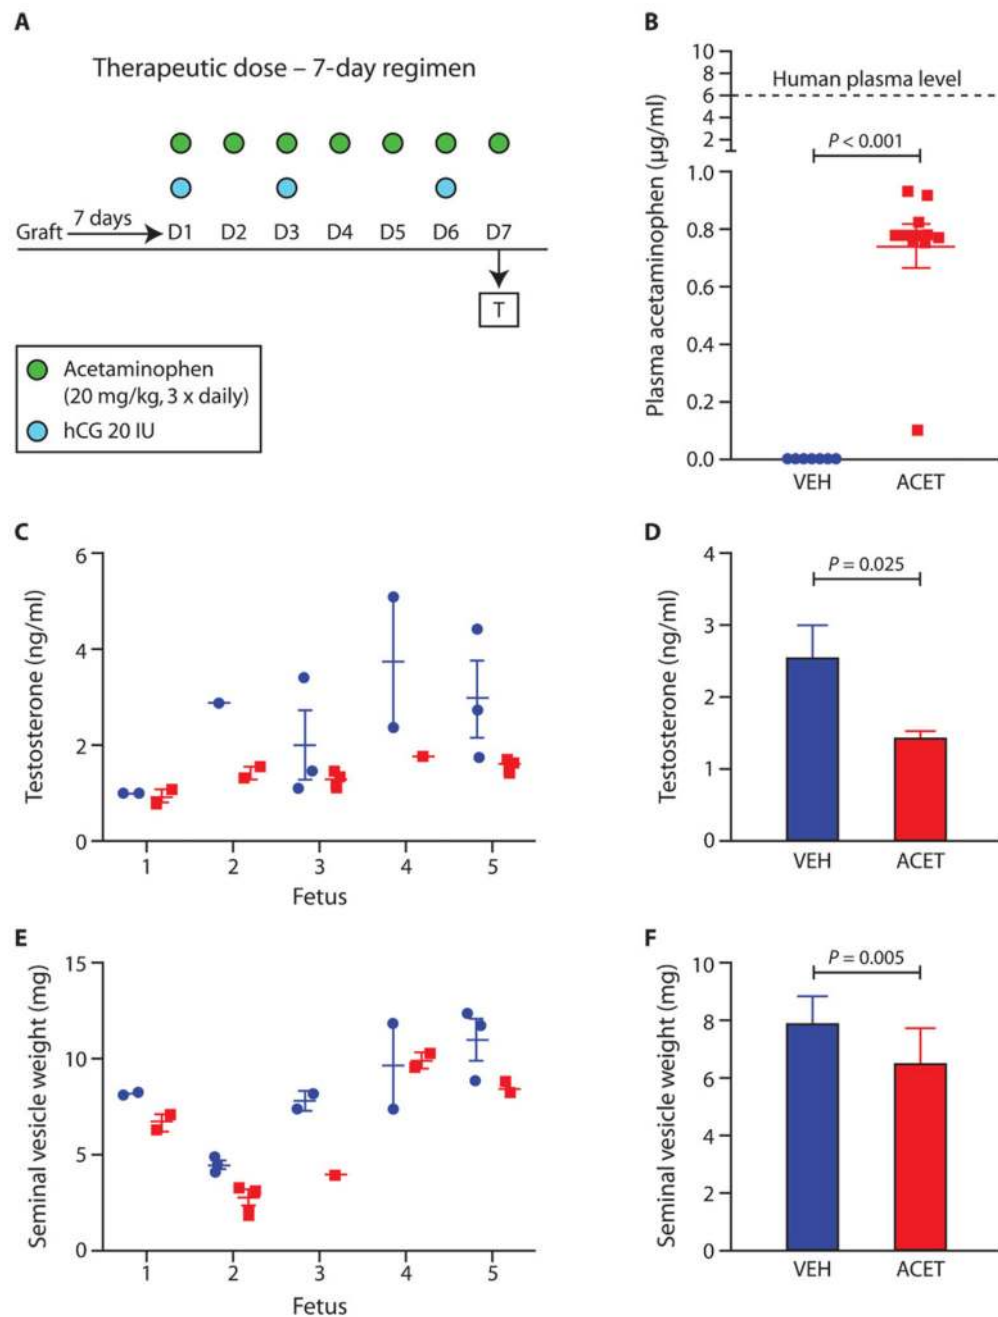 A
Therapeutic dose – 7-day regimen
Graft 7 days D1 D2 D3 D4 D5 D6 D7
T
Acetaminophen
(20 mg/kg, 3 x daily)
hCG 20 IU
B
Plasma acetaminophen (µg/ml)
10
8
6
4
2
1.0
0.8
0.6
0.4
0.2
0.0
Human plasma level
P < 0.001
VEH ACET
C
Testosterone (ng/ml)
6
4
2
0
1 2 3 4 5
Fetus
D
Testosterone (ng/ml)
4
3
2
1
0
P = 0.025
VEH ACET
E
Seminal vesicle weight (mg)
15
10
5
0
1 2 3 4 5
Fetus
F
Seminal vesicle weight (mg)
10
8
6
4
2
0
P = 0.005
VEH ACET